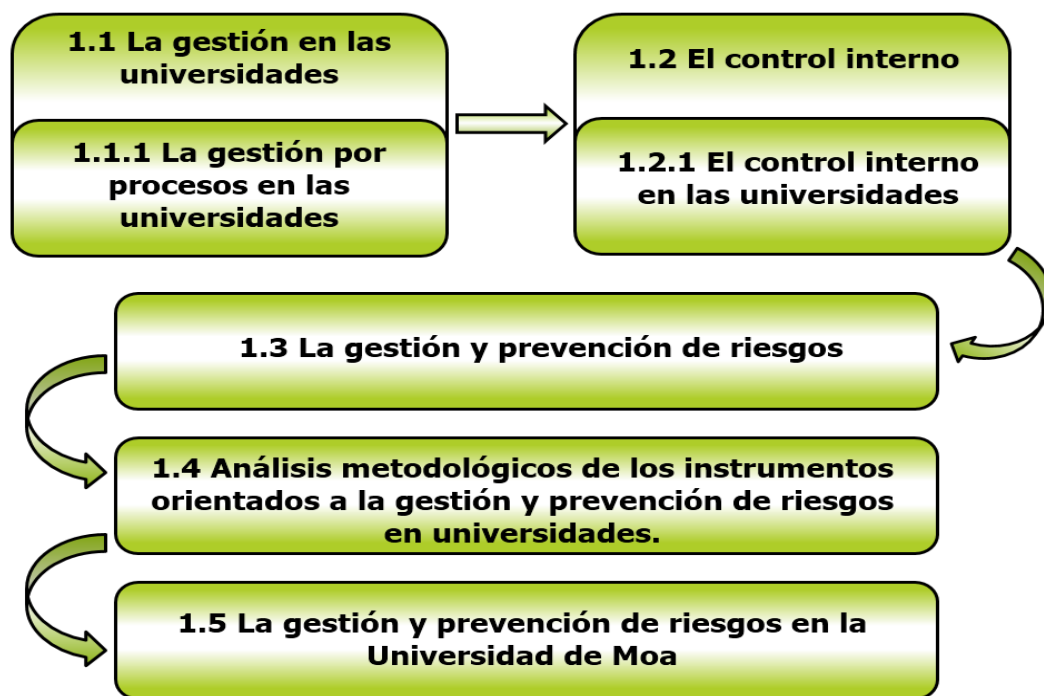 1.1 La gestión en las
universidades
1.1.1 La gestión por
procesos en las
universidades
1.2 El control interno
1.2.1 El control interno
en las universidades
1.3 La gestión y prevención de riesgos
1.4 Análisis metodológicos de los instrumentos
orientados a la gestión y prevención de riesgos
en universidades.
1.5 La gestión y prevención de riesgos en la
Universidad de Moa